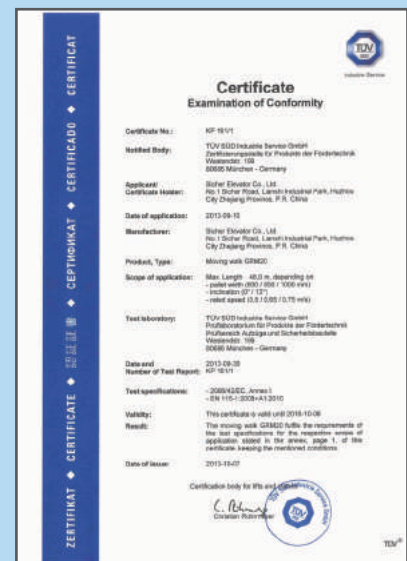 TÜV
SÜD
Industrie Service
Certificate
Examination of Conformity
Certificate No.: KP 181/1
Notified Body: TÜV SÜD Industrie Service GmbH
Zertifizierungsstelle für Produkte der Fördertechnik
Westendstr. 199
80686 München - Germany
Applicant/
Certificate Holder: Sicher Elevator Co., Ltd.
No.1 Sicher Road, Lianshi Industrial Park, Huzhou
City Zhejiang Province, P.R. China
Date of application: 2013-09-10
Manufacturer: Sicher Elevator Co., Ltd.
No.1 Sicher Road, Lianshi Industrial Park, Huzhou
City Zhejiang Province, P.R. China
Product, Type: Moving walk GRM20
Scope of application: Max. Length 48,0 m, depending on
- pallet width (800 / 1000 mm)
- inclination (0° / 12°)
- rated speed (0,5 / 0,65 / 0,75 m/s)
Test laboratory: TÜV SÜD Industrie Service GmbH
Prüflaboratorium für Produkte der Fördertechnik
Prüfbereich Aufzüge und Sicherheitsbauteile
Westendstr. 199
80686 München - Germany
Date and 2013-09-30
Number of Test Report: KP 181/1
Test specifications: - 2006/42/EC, Annex I
- EN 115-1:2008+A1:2010
Validity: This certificate is valid until 2018-10-06
Result: The moving walk GRM20 fulfils the requirements of
the test specifications for the respective scope of
application stated in the annex, page 1, of this
certificate keeping the mentioned conditions.
Date of issue: 2013-10-07
Certification body for lifts and
Christian
TÜV®
ZERTIFIKAT ◆ CERTIFICATE ◆ 認証証書 ◆ СЕРТИФИКАТ ◆ CERTIFICADO ◆ CERTIFICAT